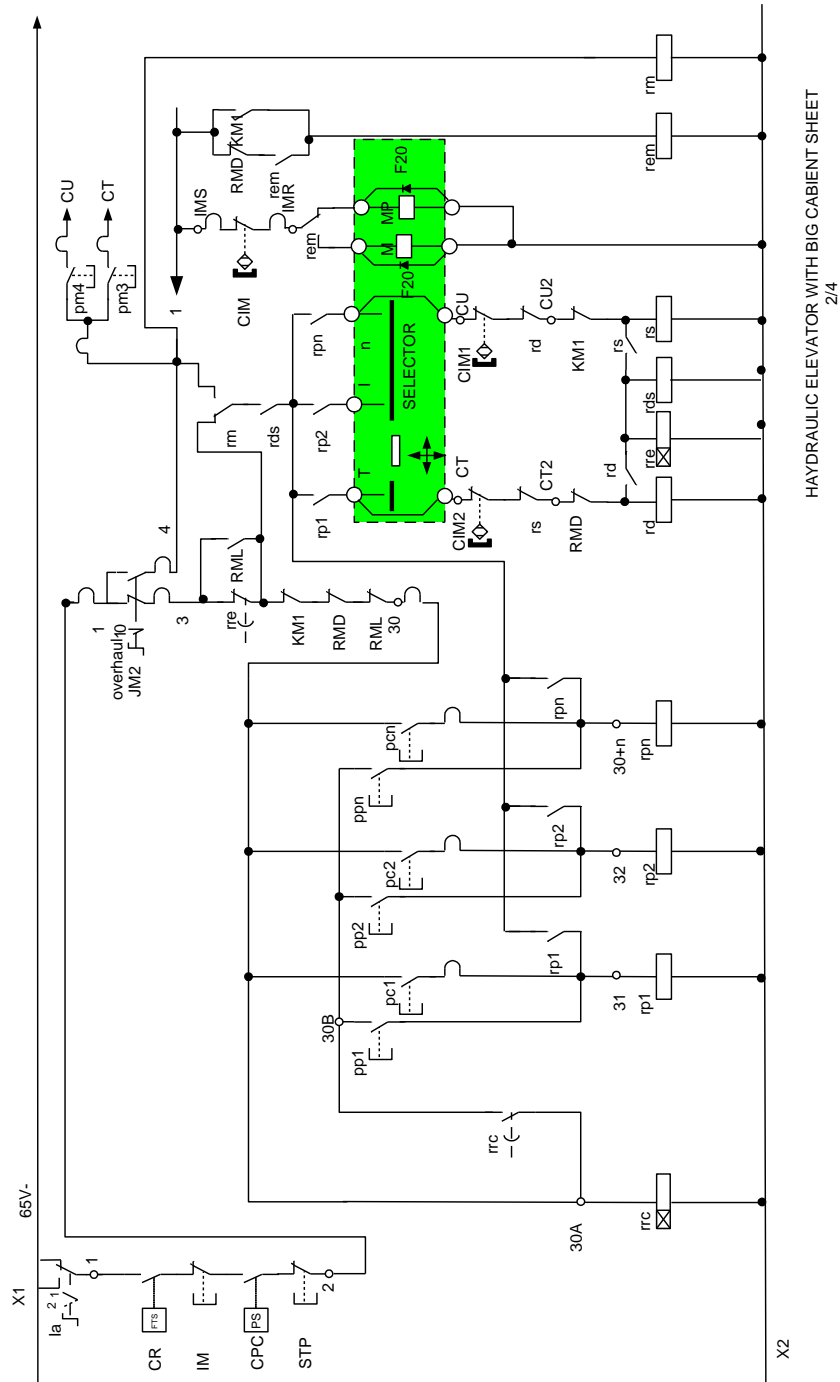 X1
65V-
la
2
1
1
CR
FTS
IM
CPC
PS
STP
2
1
overhaul
10
JM2
3
4
rre
RML
KM1
RMD
RML
30
pm4
CU
pm3
CT
1
IMS
CIM
IMR
rem
RMD
KM1
rem
rm
rds
rp1
rp2
rpn
T
I
n
SELECTOR
M
MP
F20
F20
CT
CIM2
rs
CT2
RMD
CU
CIM1
rd
CU2
KM1
rd
rs
rd
rre
rds
rs
rem
rm
30B
pp1
pc1
pp2
pc2
ppn
pcn
rrc
rp1
rp2
rpn
30A
31
32
30+n
rrc
rp1
rp2
rpn
X2
HAYDRAULIC ELEVATOR WITH BIG CABIENT SHEET
2/4